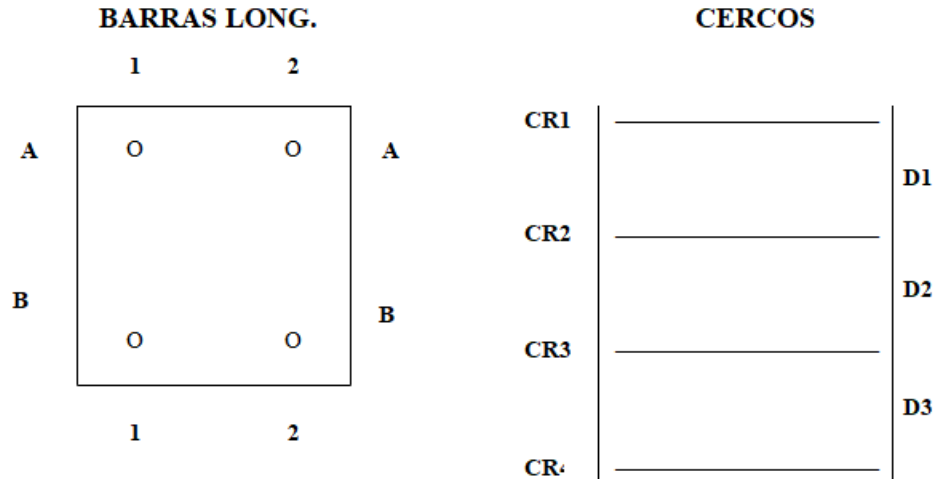 BARRAS LONG.
1 2
A O O A
B B
O O
1 2
CERCOS
CR1
D1
CR2
D2
CR3
D3